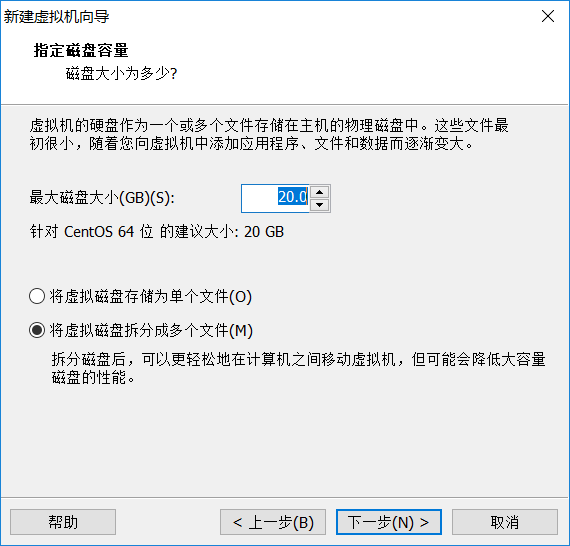 新建虚拟机向导
指定磁盘容量
磁盘大小为多少?
虚拟机的硬盘作为一个或多个文件存储在主机的物理磁盘中。这些文件最
初很小，随着您向虚拟机中添加应用程序、文件和数据而逐渐变大。
最大磁盘大小(GB)(S): 20.0
针对 CentOS 64 位 的建议大小: 20 GB
将虚拟磁盘存储为单个文件(O)
将虚拟磁盘拆分成多个文件(M)
拆分磁盘后，可以更轻松地在计算机之间移动虚拟机，但可能会降低大容量
磁盘的性能。
帮助 < 上一步(B) 下一步(N) > 取消